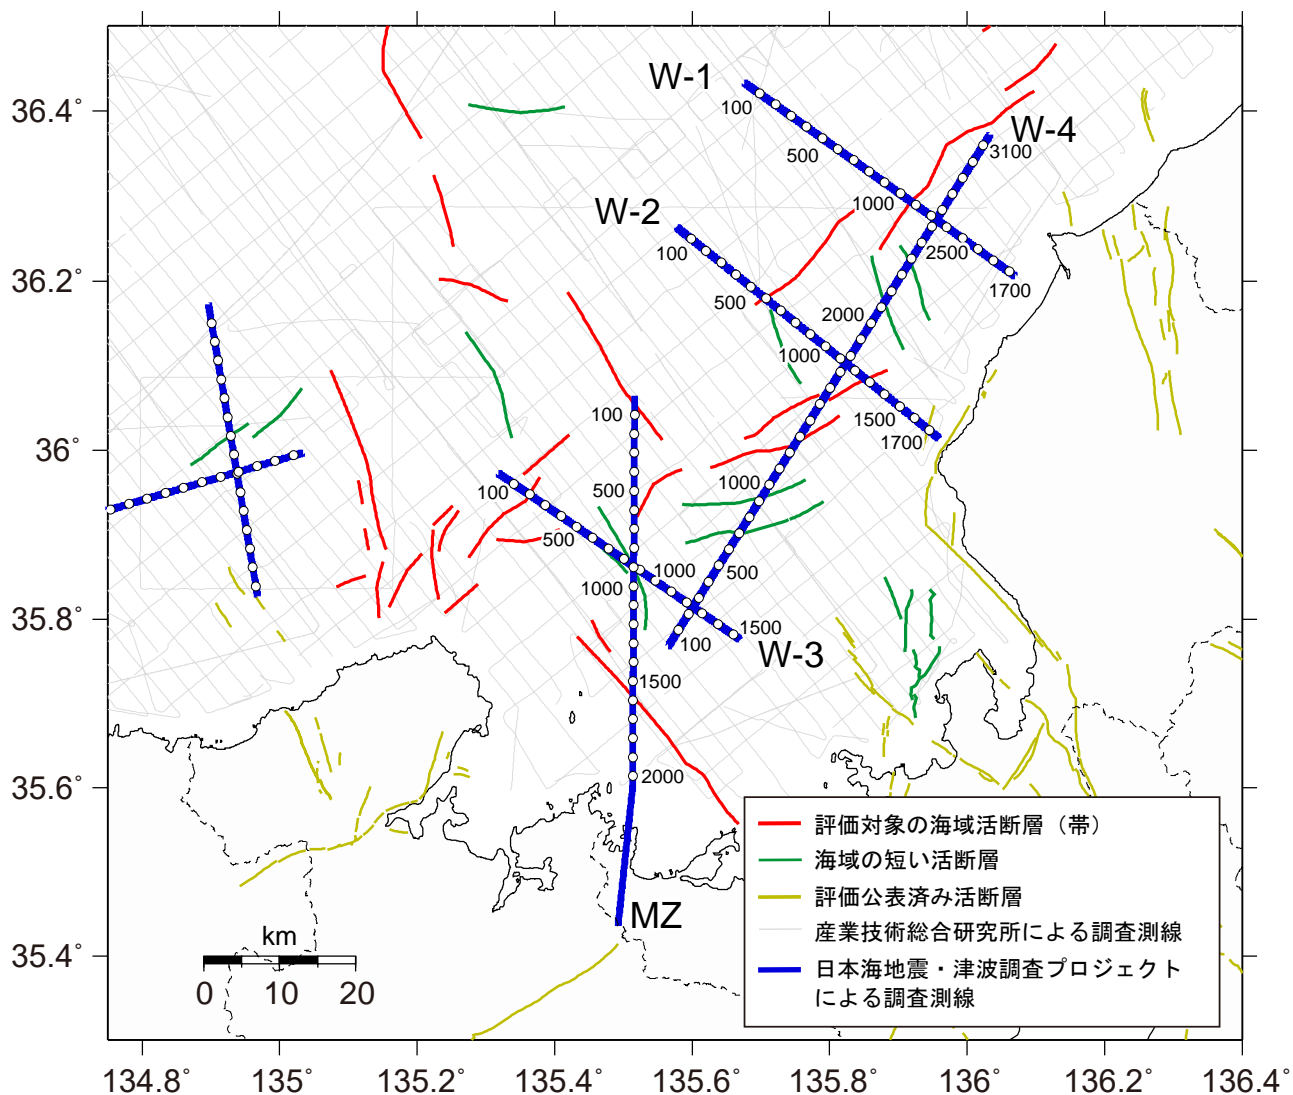 W-1
36.4˚
100
W-4
3100
500
1000
W-2
2500
100
1700
36.2˚
500
2000
1000
100
1500
36˚
1700
100
500
1000
500
1000
500
1000
35.8˚
1500
100
W-3
1500
2000
35.6˚
評価対象の海域活断層（帯）
海域の短い活断層
評価公表済み活断層
MZ
産業技術総合研究所による調査測線
km
35.4˚
日本海地震・津波調査プロジェクト
による調査測線
0 10 20
134.8˚ 135˚ 135.2˚ 135.4˚ 135.6˚ 135.8˚ 136˚ 136.2˚ 136.4˚